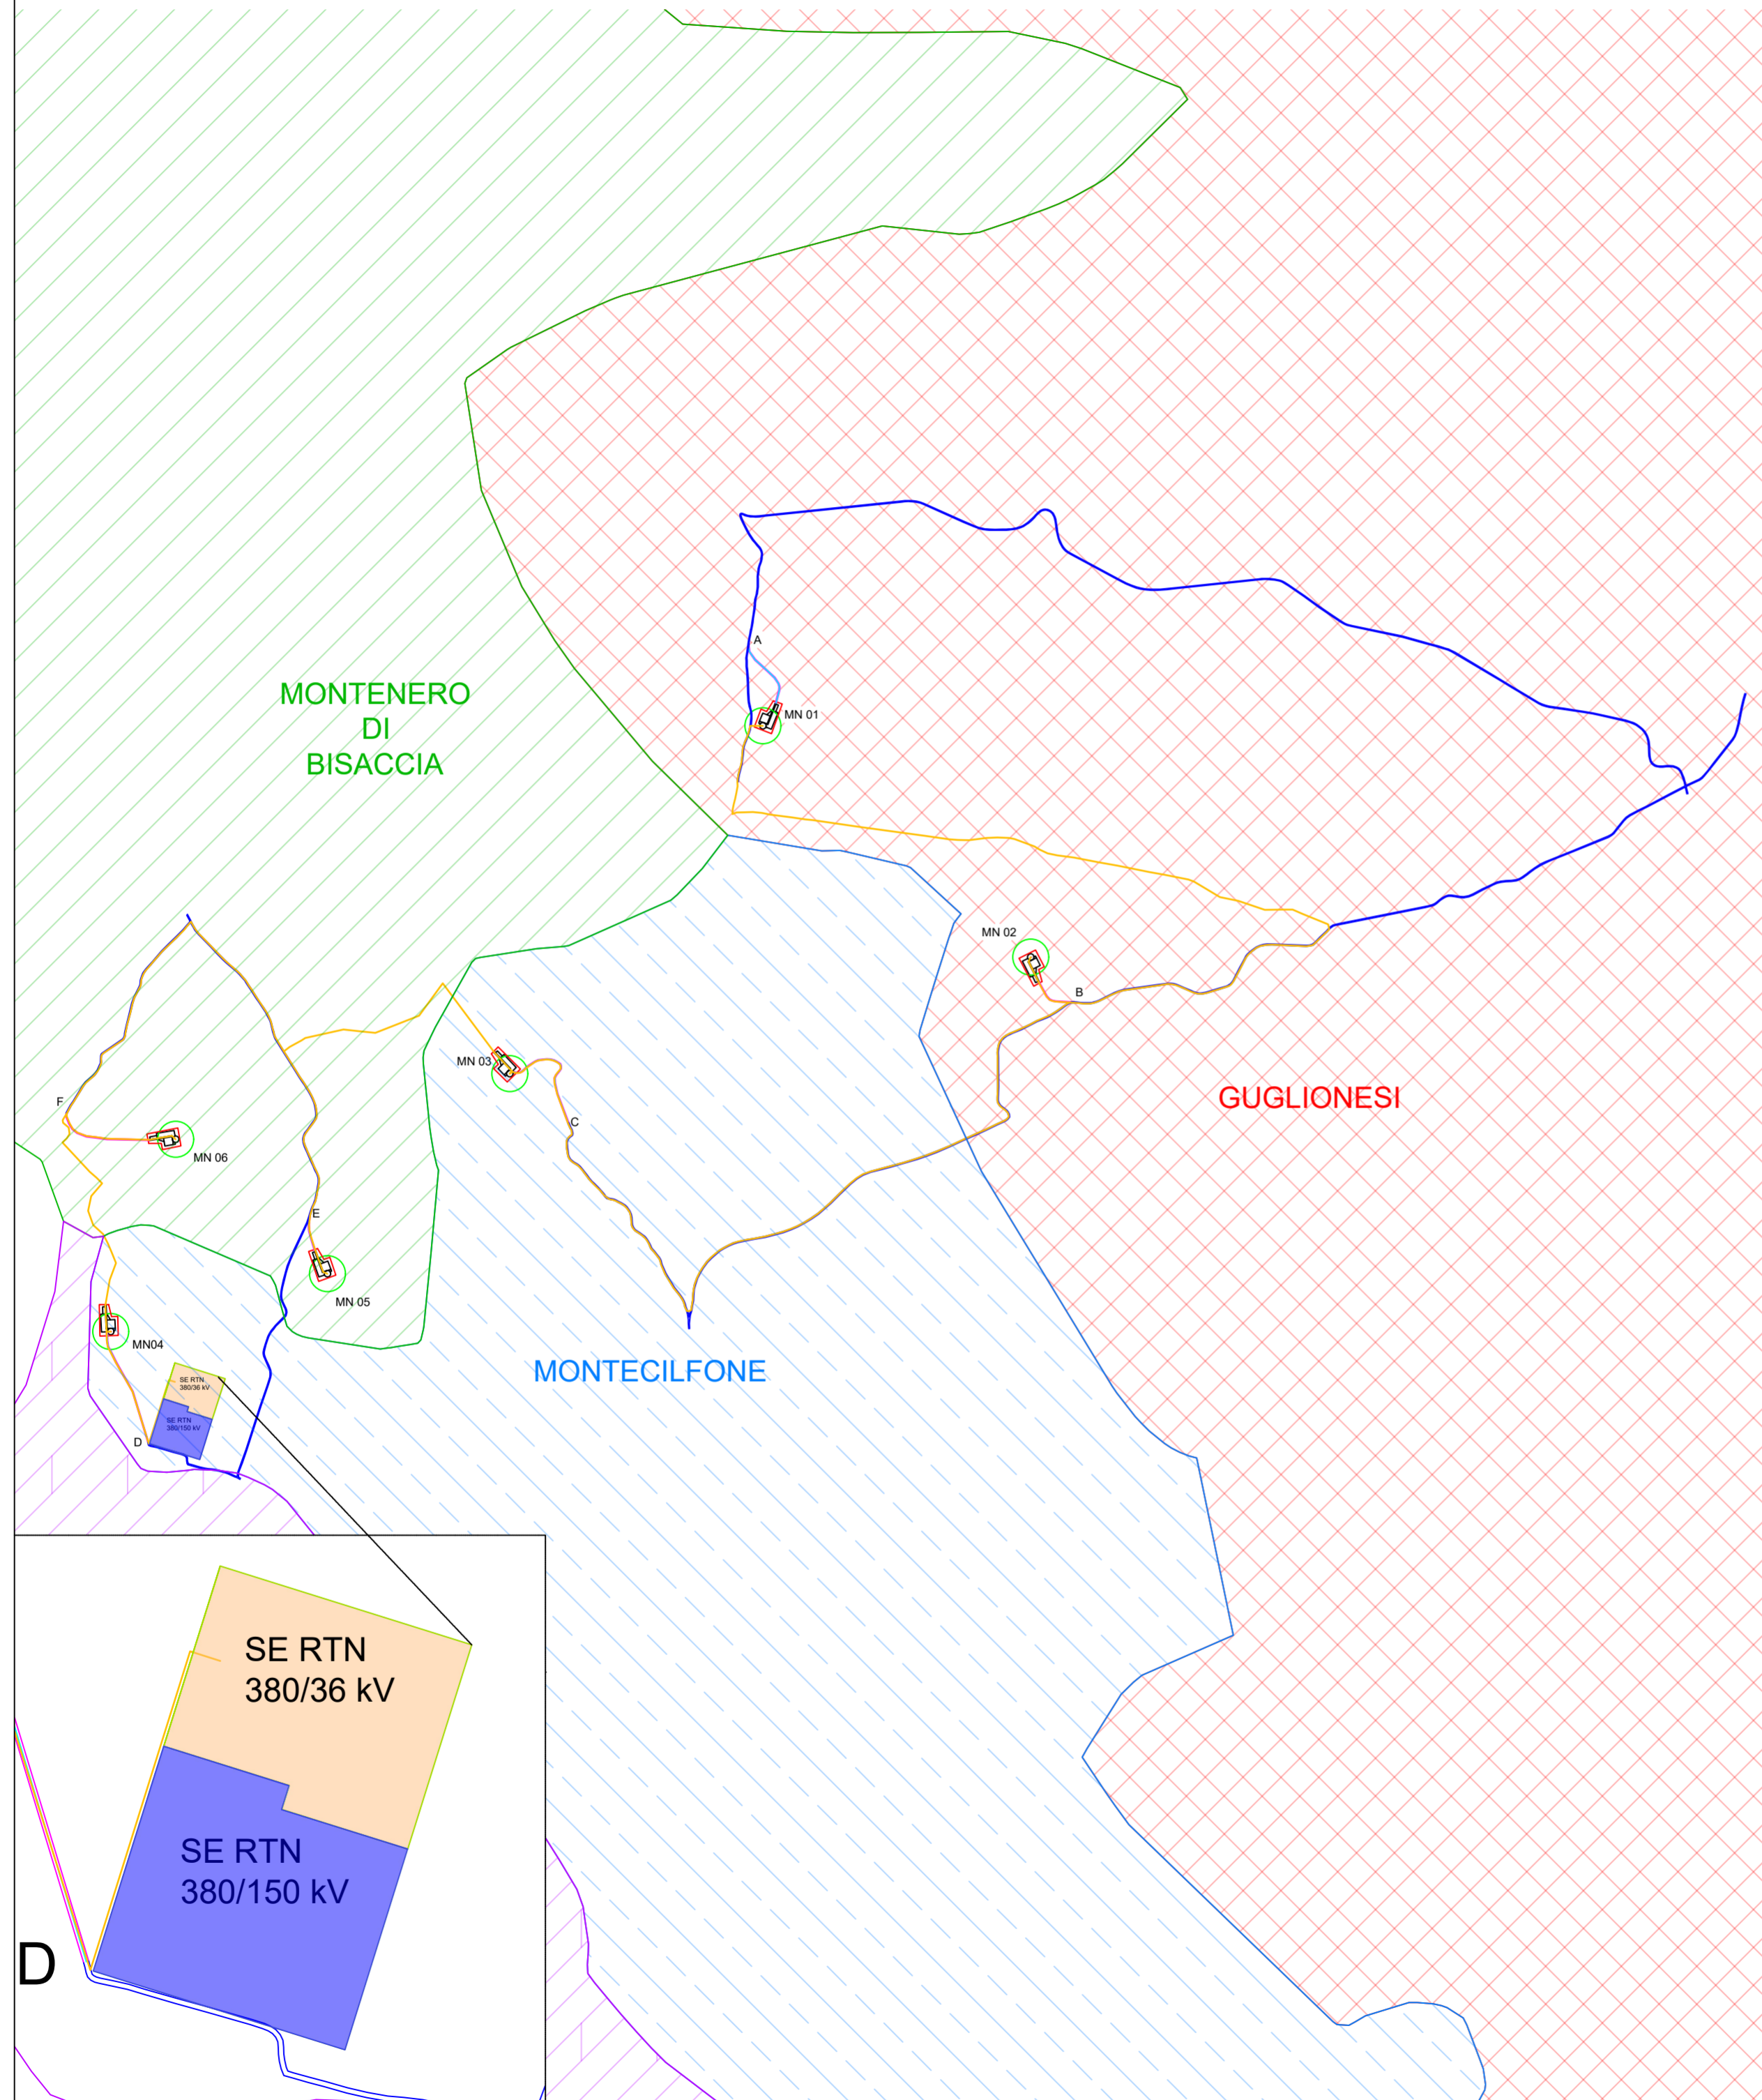 A
MONTENERO
DI
BISACCIA
MN 01
MN 02
B
MN 03
GUGLIONESI
F
C
MN 06
E
MN 05
MN04
MONTECILFONE
SE RTN
380/36 kV
SE RTN
380/150 kV
D
SE RTN
380/36 kV
SE RTN
380/150 kV
D